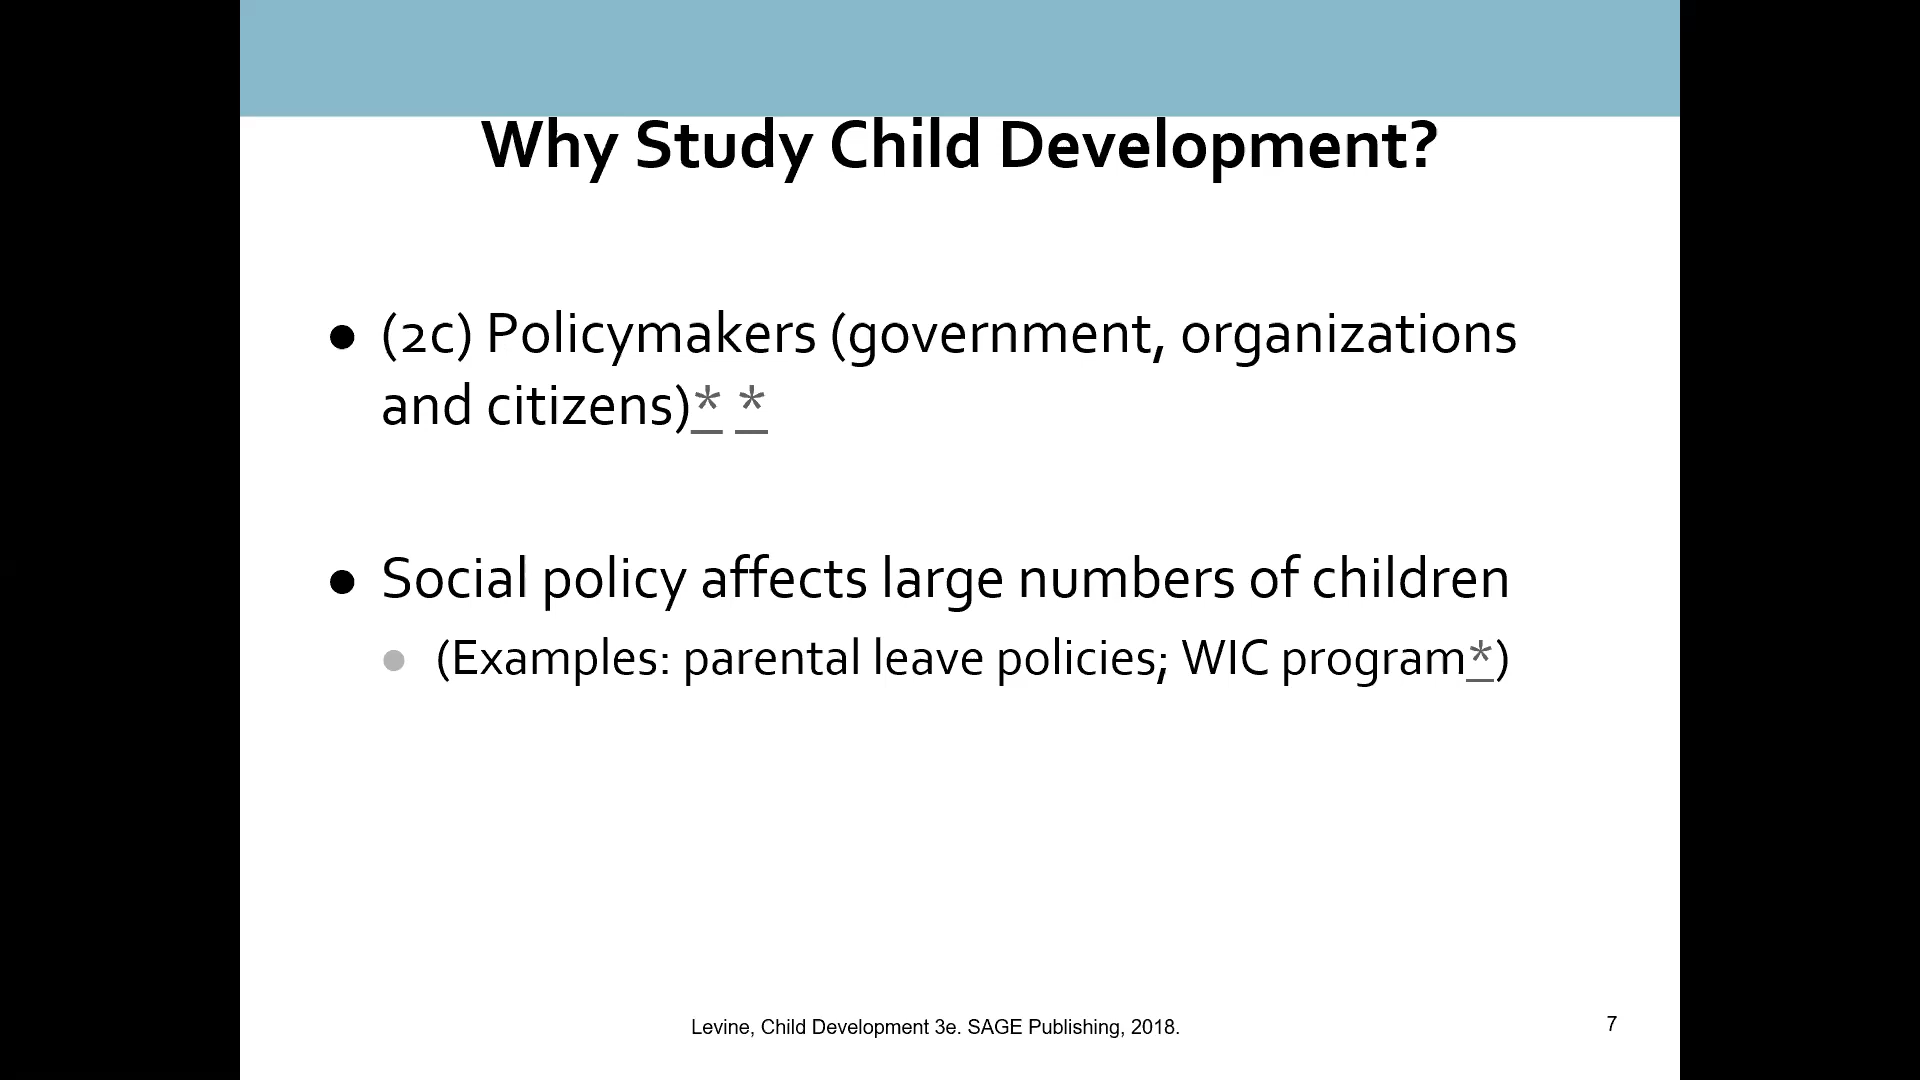 Why Study Child Development?
● (2c) Policymakers (government, organizations
and citizens)* *
● Social policy affects large numbers of children
● (Examples: parental leave policies; WIC program*)
Levine, Child Development 3e. SAGE Publishing, 2018.
7